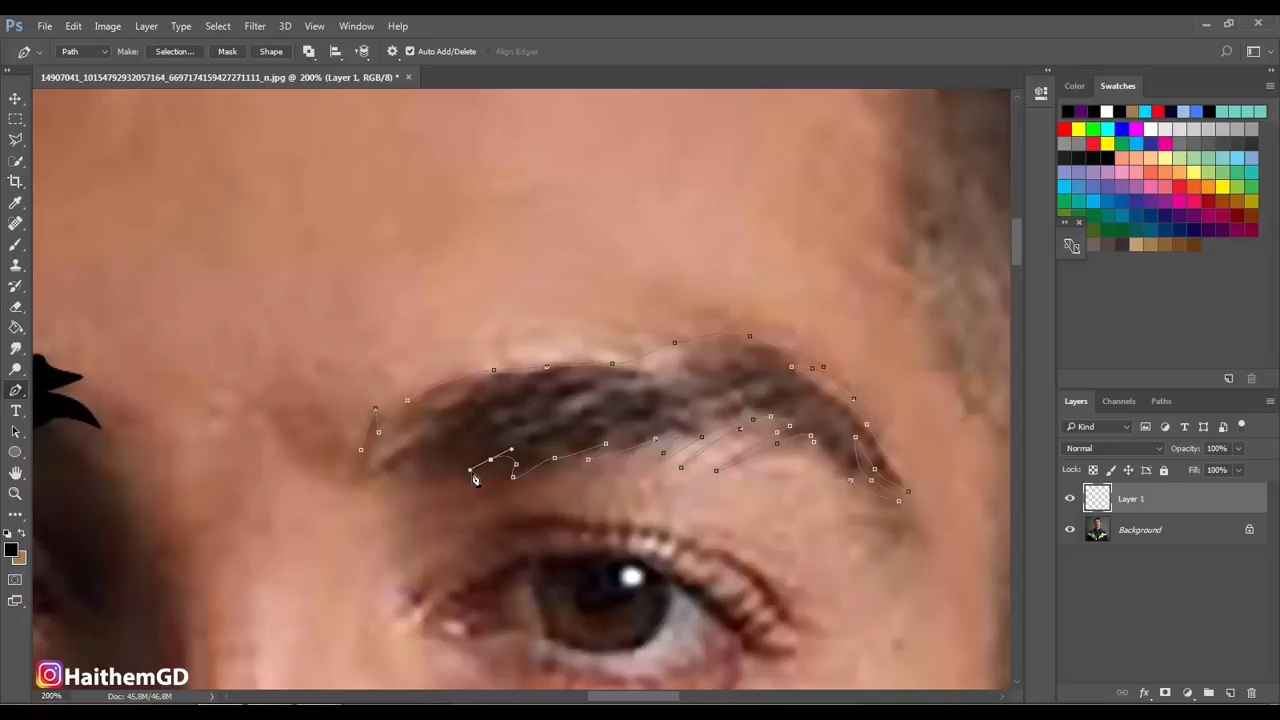 Ps File Edit Image Layer Type Select Filter 3D View Window Help
Path Make: Selection... Mask Shape Auto Add/Delete Align Edges
14907041_10154792932057164_6697174159427271111_n.jpg @ 200% (Layer 1, RGB/8) *
Color Swatches
Layers Channels Paths
Kind
Normal Opacity: 100%
Lock: Fill: 100%
Layer 1
Background
HaithemGD
200% Doc: 45,8M/46,8M